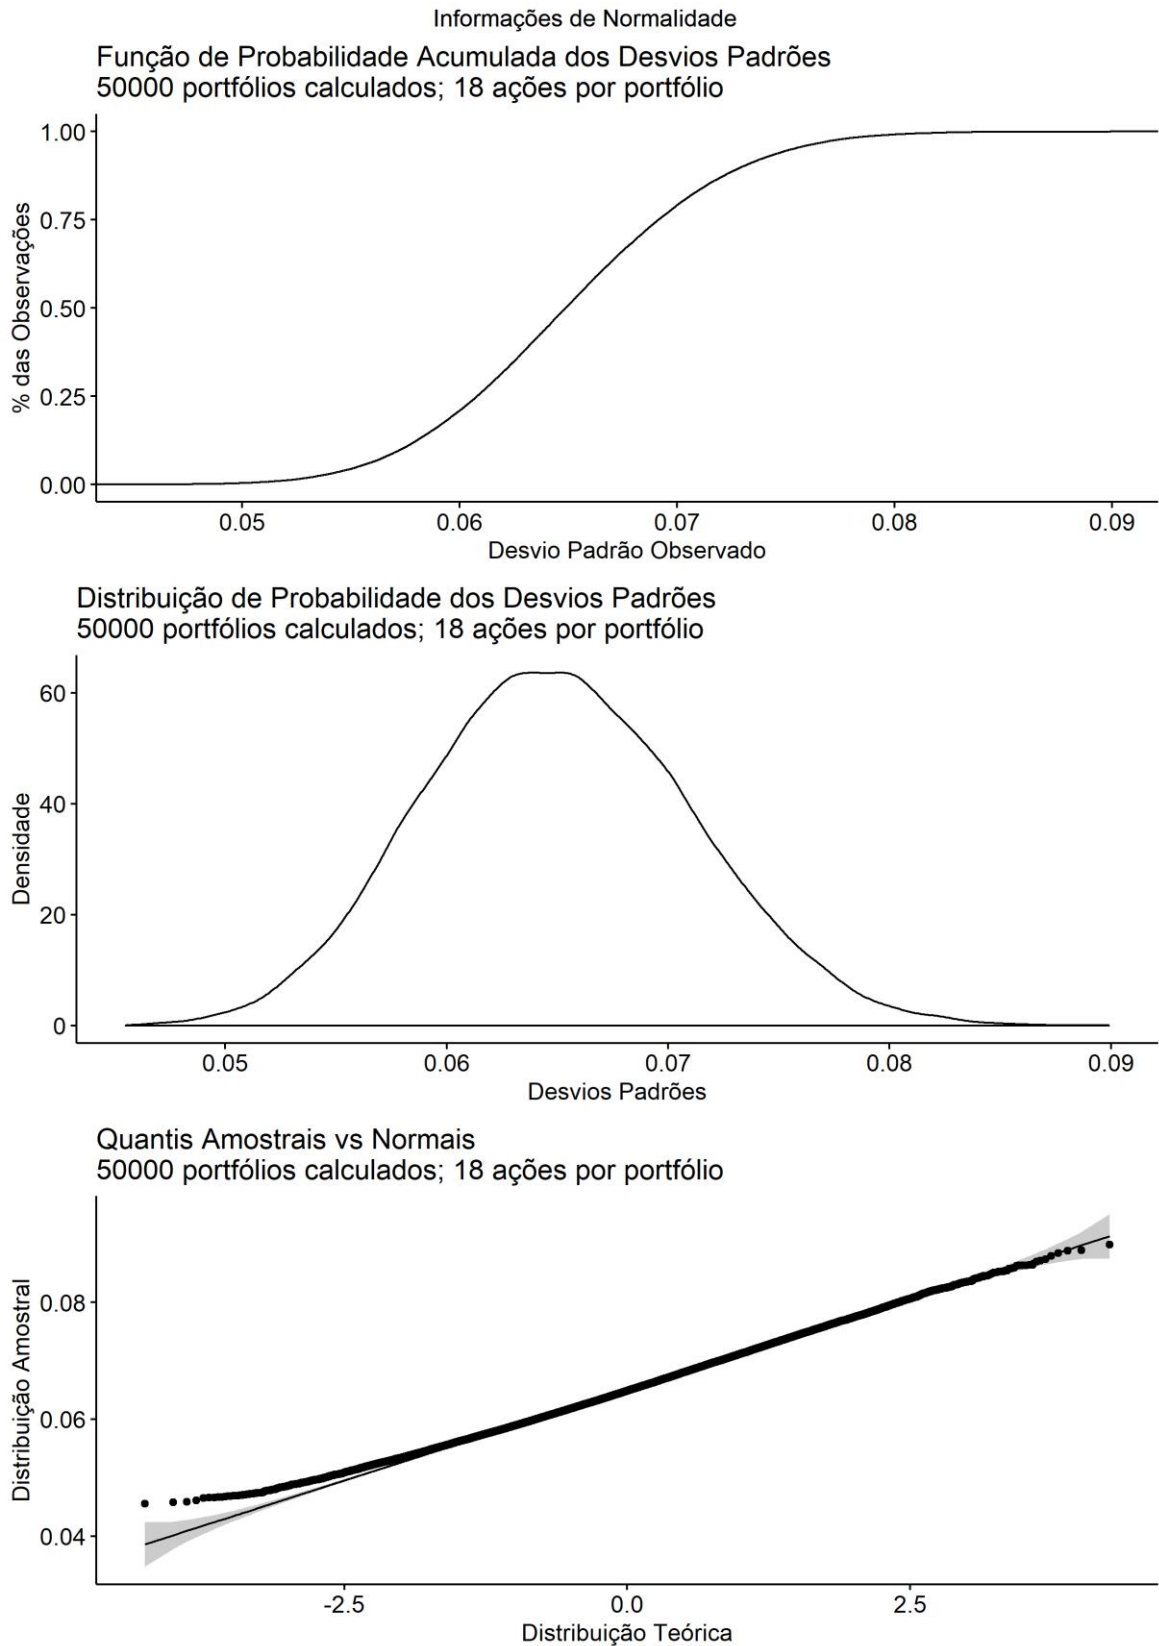 Informações de Normalidade
Função de Probabilidade Acumulada dos Desvios Padrões
50000 portfólios calculados; 18 ações por portfólio
% das Observações
1.00
0.75
0.50
0.25
0.00
0.05 0.06 0.07 0.08 0.09
Desvio Padrão Observado
Distribuição de Probabilidade dos Desvios Padrões
50000 portfólios calculados; 18 ações por portfólio
Densidade
60
40
20
0
0.05 0.06 0.07 0.08 0.09
Desvios Padrões
Quantis Amostrais vs Normais
50000 portfólios calculados; 18 ações por portfólio
Distribuição Amostral
0.08
0.06
0.04
-2.5 0.0 2.5
Distribuição Teórica